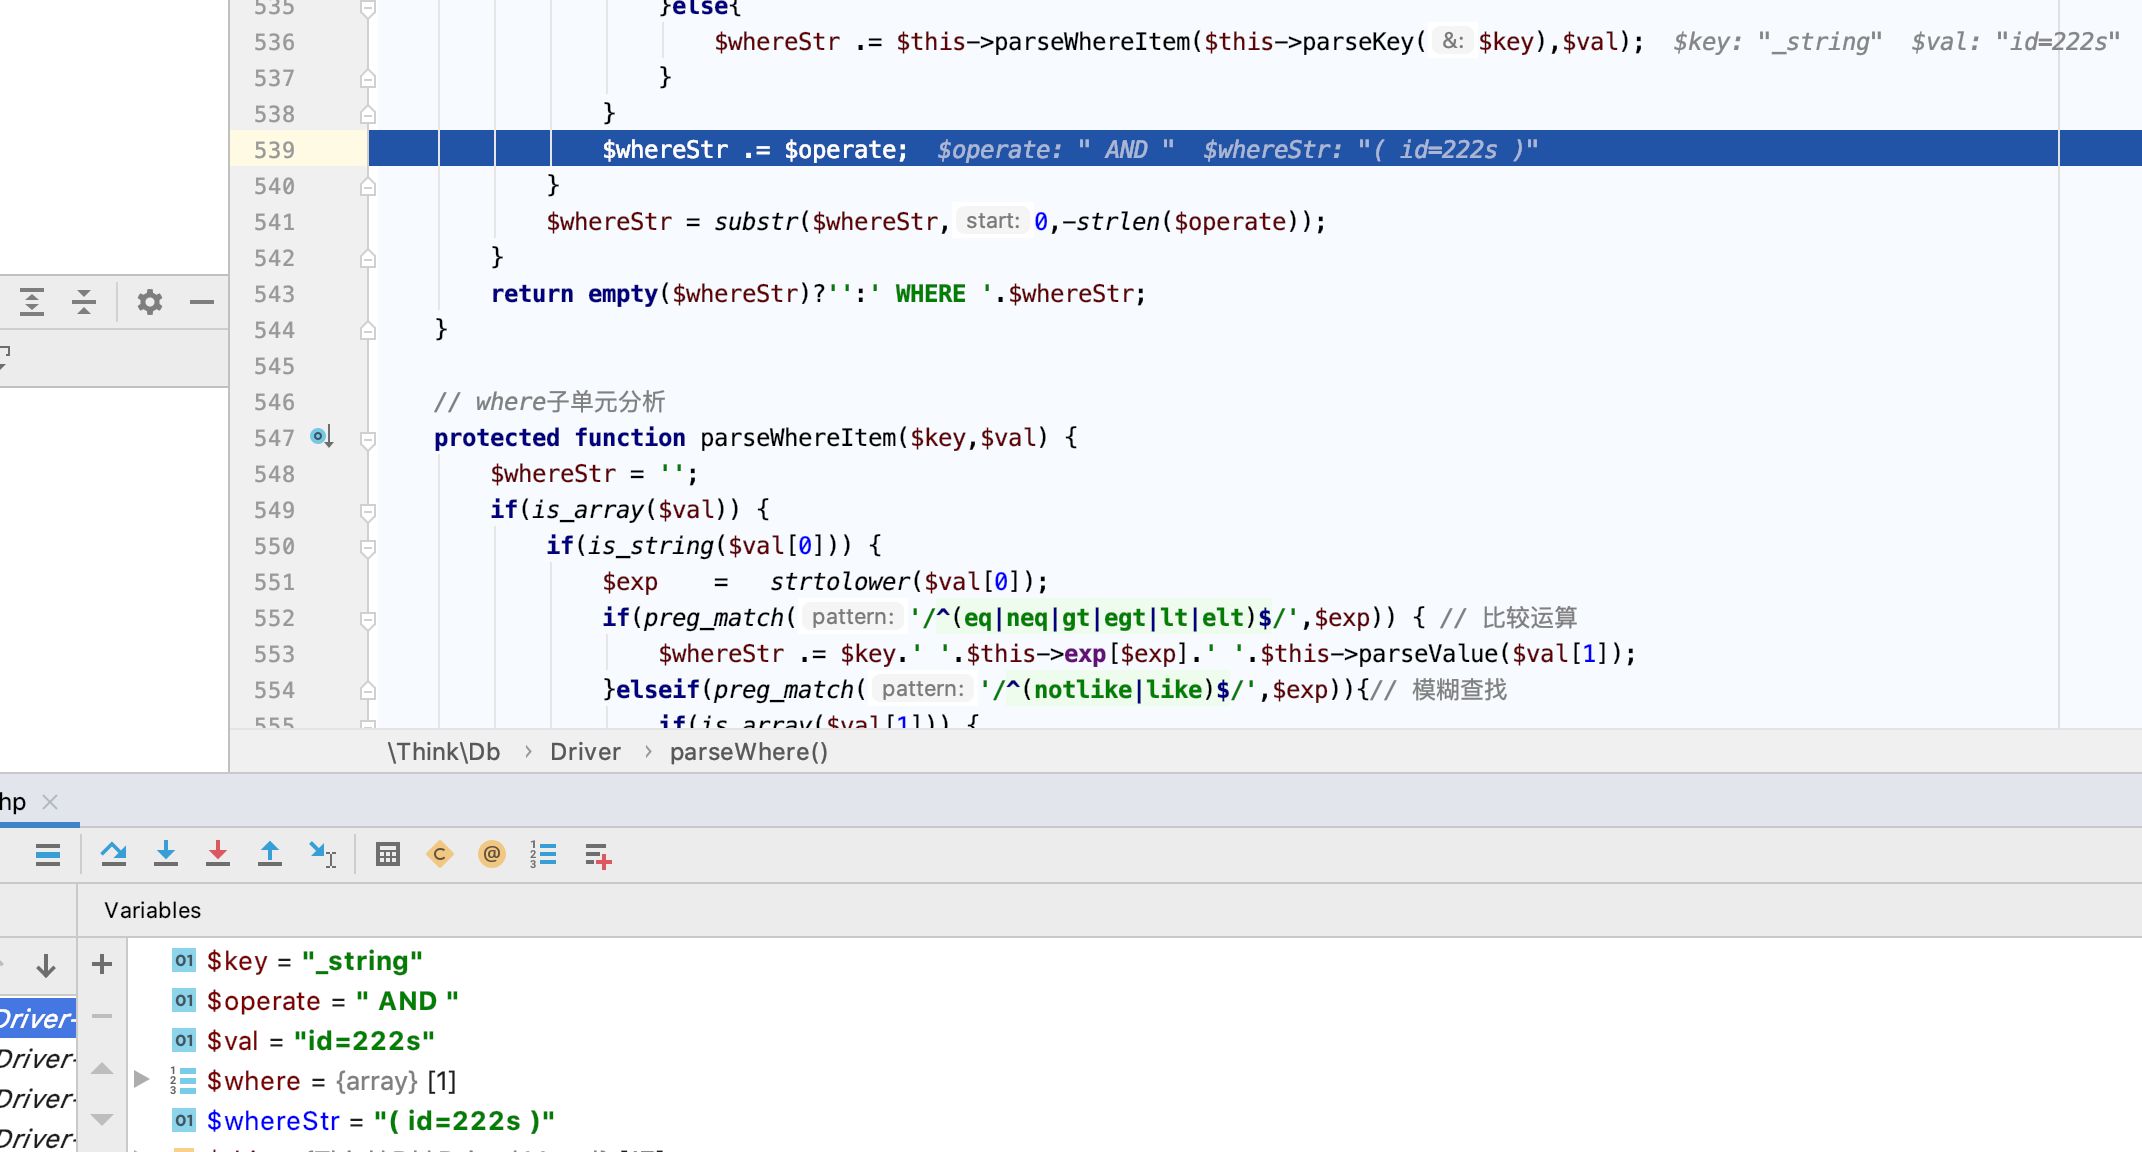 535 }else{
536 $whereStr .= $this->parseWhereItem($this->parseKey( &: $key),$val); $key: "_string" $val: "id=222s"
537 }
538 }
539 $whereStr .= $operate; $operate: " AND " $whereStr: "( id=222s )"
540 }
541 $whereStr = substr($whereStr, start: 0,-strlen($operate));
542 }
543 return empty($whereStr)?'':' WHERE '.$whereStr;
544 }
545
546 // where子单元分析
547 protected function parseWhereItem($key,$val) {
548 $whereStr = '';
549 if(is_array($val)) {
550 if(is_string($val[0])) {
551 $exp = strtolower($val[0]);
552 if(preg_match( pattern: '/^(eq|neq|gt|egt|lt|elt)$/',$exp)) { // 比较运算
553 $whereStr .= $key.' '.$this->exp[$exp].' '.$this->parseValue($val[1]);
554 }elseif(preg_match( pattern: '/^(notlike|like)$/',$exp)){// 模糊查找
555 if(is_array($val[1])) {
\Think\Db › Driver › parseWhere()
hp
Variables
$key = "_string"
$operate = " AND "
$val = "id=222s"
$where = {array} [1]
$whereStr = "( id=222s )"
Driver-
Driver-
Driver-
Driver-